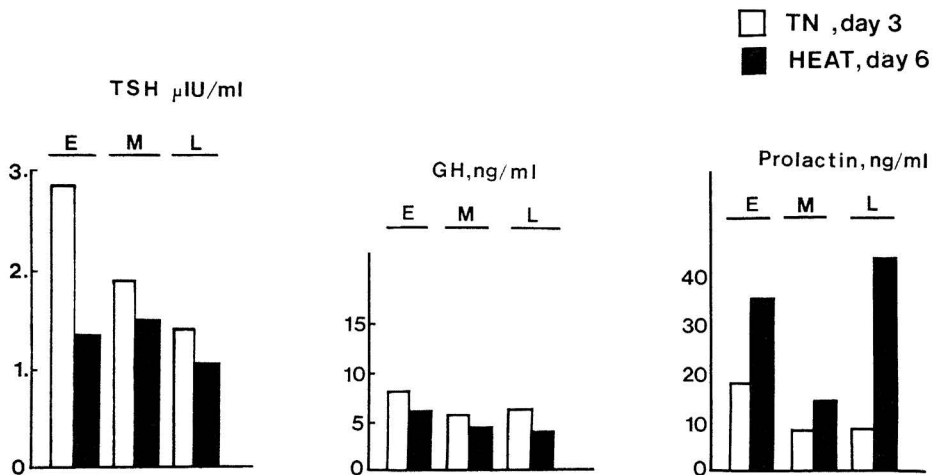 TN ,day 3
HEAT, day 6
TSH μIU/ml
E M L
3.
2.
1.
0.
GH,ng/ml
E M L
15
10
5
0
Prolactin, ng/ml
E M L
40
30
20
10
0